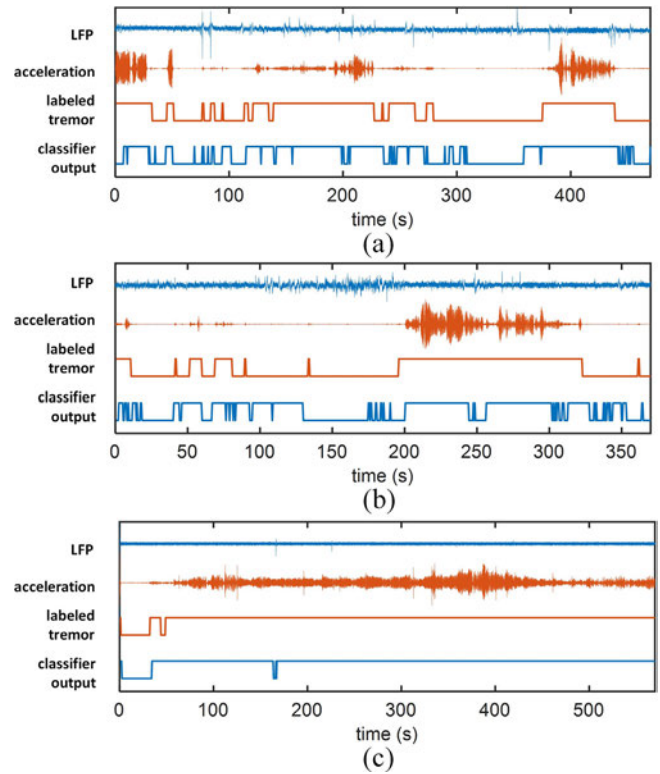 LFP
acceleration
labeled
tremor
classifier
output
0 100 200 300 400
time (s)
(a)
LFP
acceleration
labeled
tremor
classifier
output
0 50 100 150 200 250 300 350
time (s)
(b)
LFP
acceleration
labeled
tremor
classifier
output
0 100 200 300 400 500
time (s)
(c)